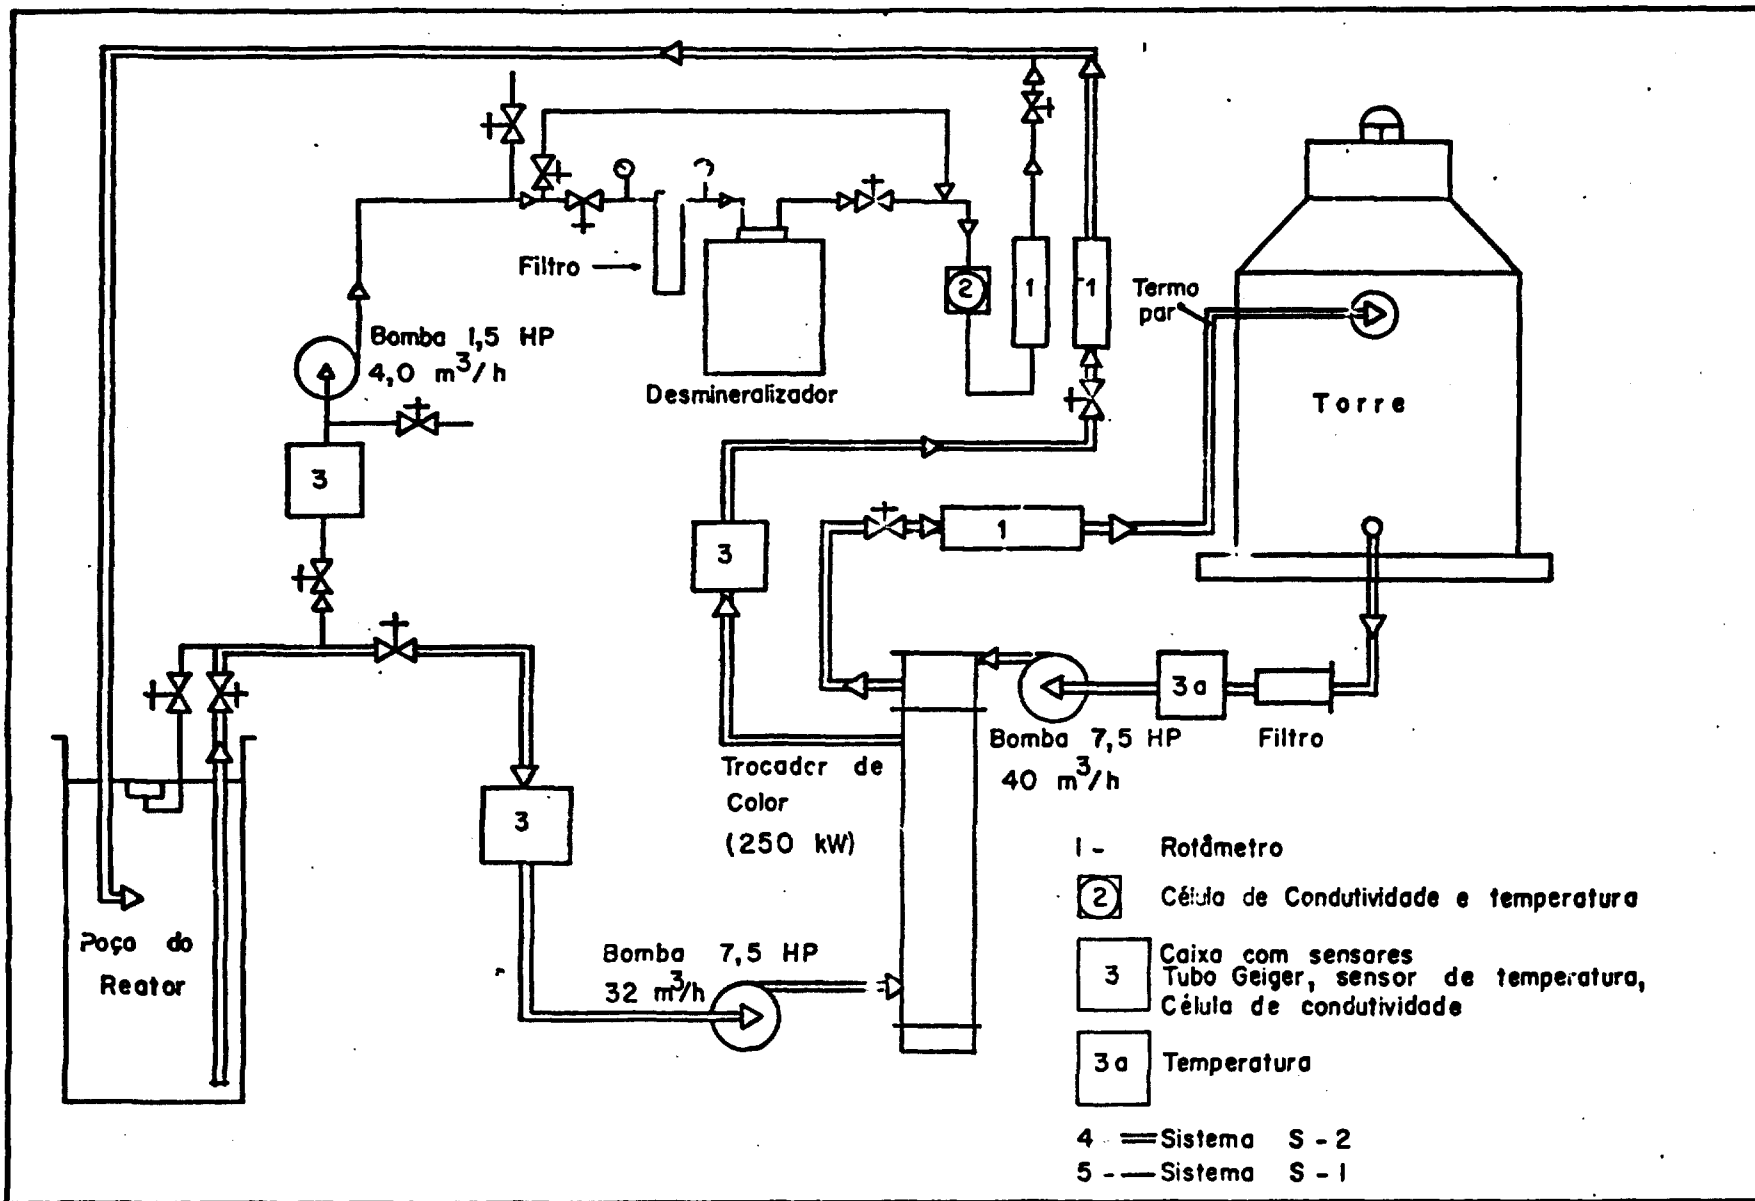 Filtro
Bomba 1,5 HP
4,0 m³/h
Desmineralizador
2
1
1
Termo
par
Torre
3
3
1
3a
Bomba 7,5 HP
40 m³/h
Filtro
Trocador de
Color
(250 kW)
3
Poço do
Reator
Bomba 7,5 HP
32 m³/h
1 - Rotâmetro
2 Célula de Condutividade e temperatura
3 Caixa com sensares
Tubo Geiger, sensor de temperatura,
Célula de condutividade
3a Temperatura
4 Sistema S - 2
5 Sistema S - 1